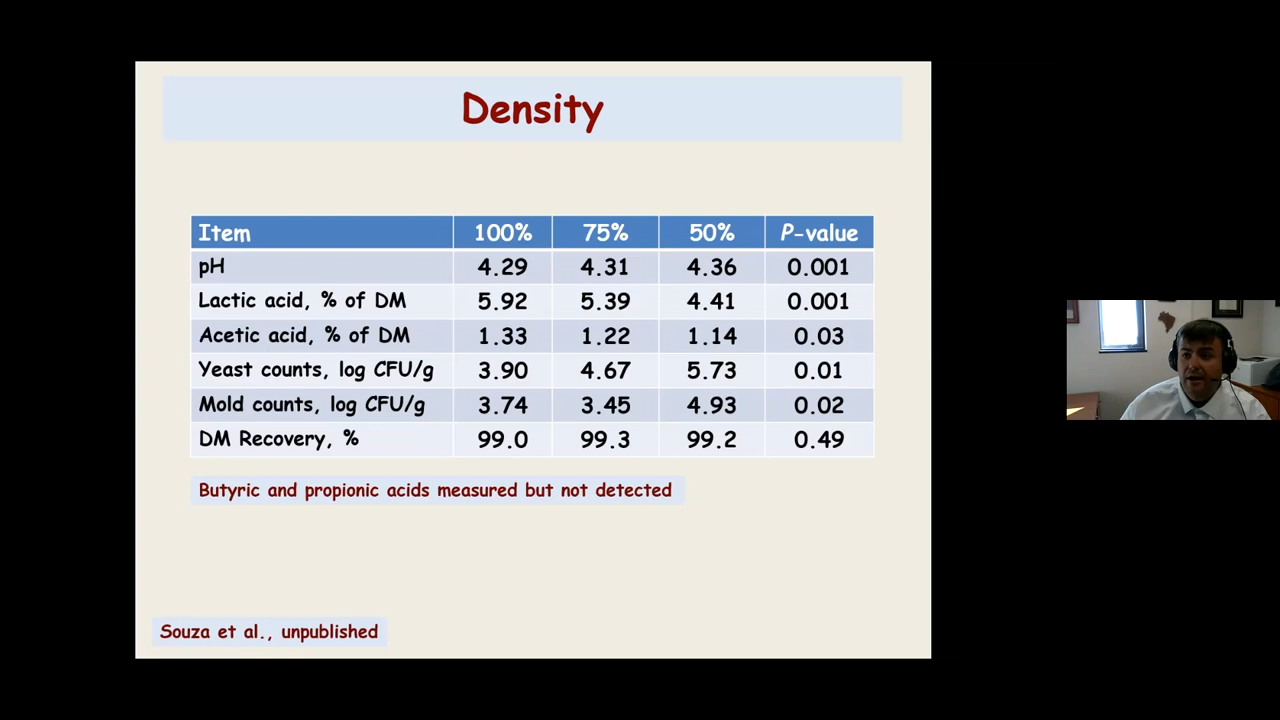 Density
Item 100% 75% 50% P-value
pH 4.29 4.31 4.36 0.001
Lactic acid, % of DM 5.92 5.39 4.41 0.001
Acetic acid, % of DM 1.33 1.22 1.14 0.03
Yeast counts, log CFU/g 3.90 4.67 5.73 0.01
Mold counts, log CFU/g 3.74 3.45 4.93 0.02
DM Recovery, % 99.0 99.3 99.2 0.49
Butyric and propionic acids measured but not detected
Souza et al., unpublished